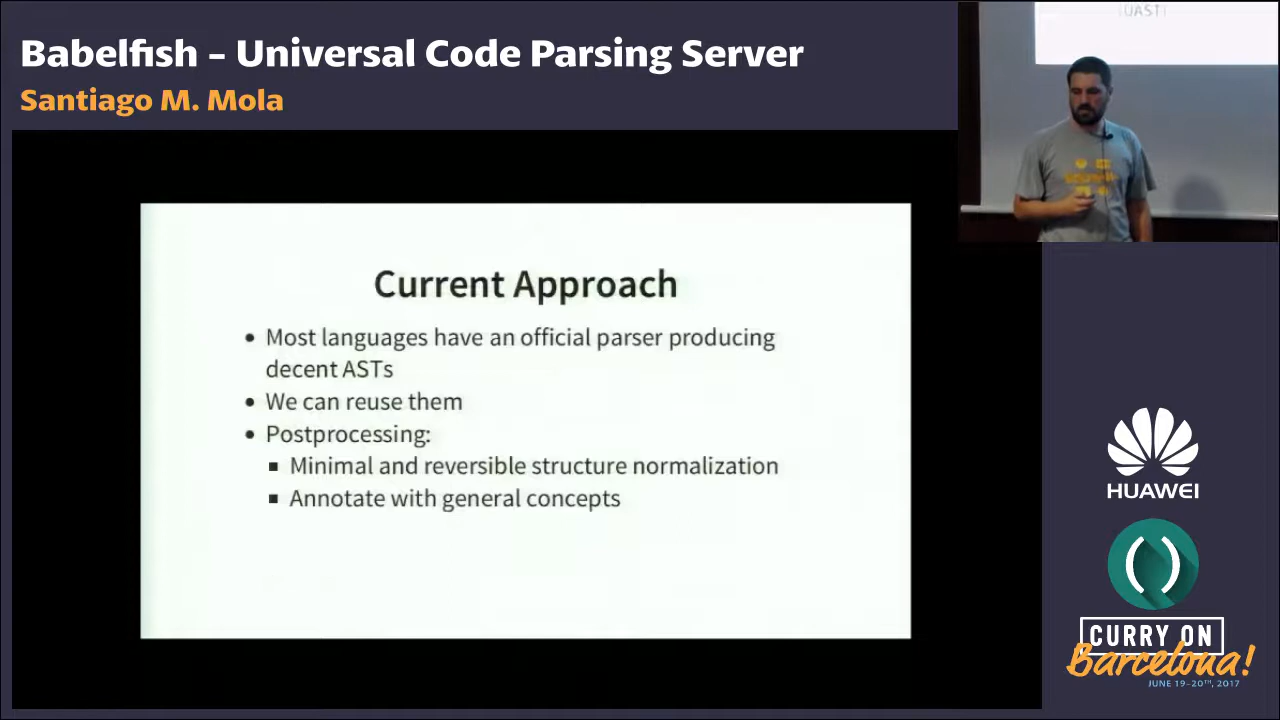 Babelfish – Universal Code Parsing Server
Santiago M. Mola
(UAST)
Current Approach
• Most languages have an official parser producing
decent ASTs
• We can reuse them
• Postprocessing:
▪ Minimal and reversible structure normalization
▪ Annotate with general concepts
HUAWEI
CURRY ON
Barcelona!
JUNE 19-20TH, 2017